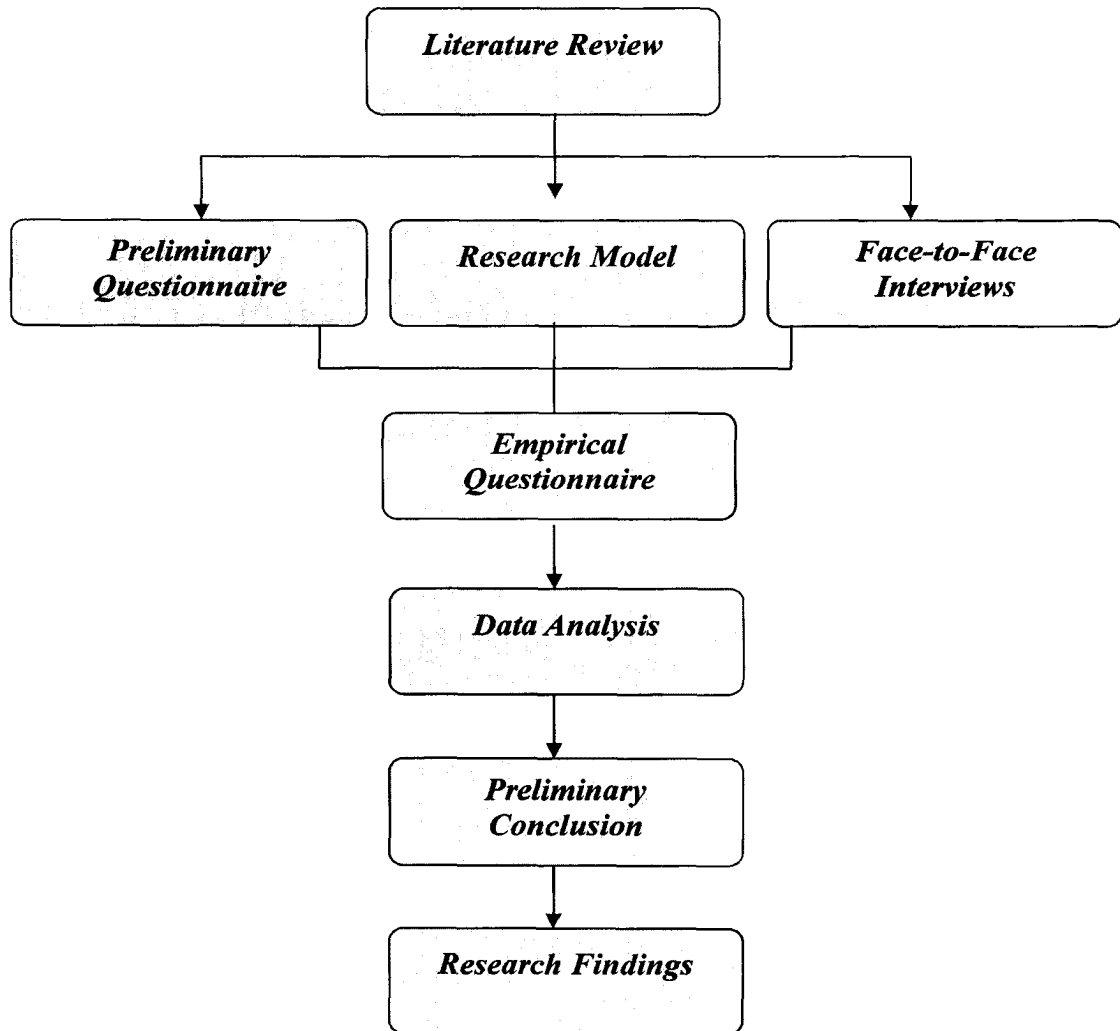 Literature Review
Preliminary
Questionnaire
Research Model
Face-to-Face
Interviews
Empirical
Questionnaire
Data Analysis
Preliminary
Conclusion
Research Findings